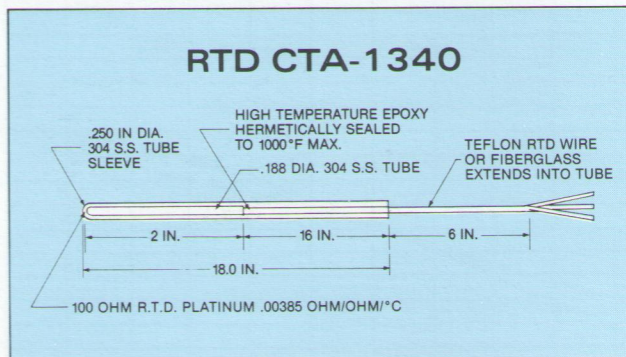 RTD CTA-1340
.250 IN DIA.
304 S.S. TUBE
SLEEVE
HIGH TEMPERATURE EPOXY
HERMETICALLY SEALED
TO 1000°F MAX.
.188 DIA. 304 S.S. TUBE
TEFLON RTD WIRE
OR FIBERGLASS
EXTENDS INTO TUBE
2 IN.
16 IN.
6 IN.
18.0 IN.
100 OHM R.T.D. PLATINUM .00385 OHM/OHM/°C